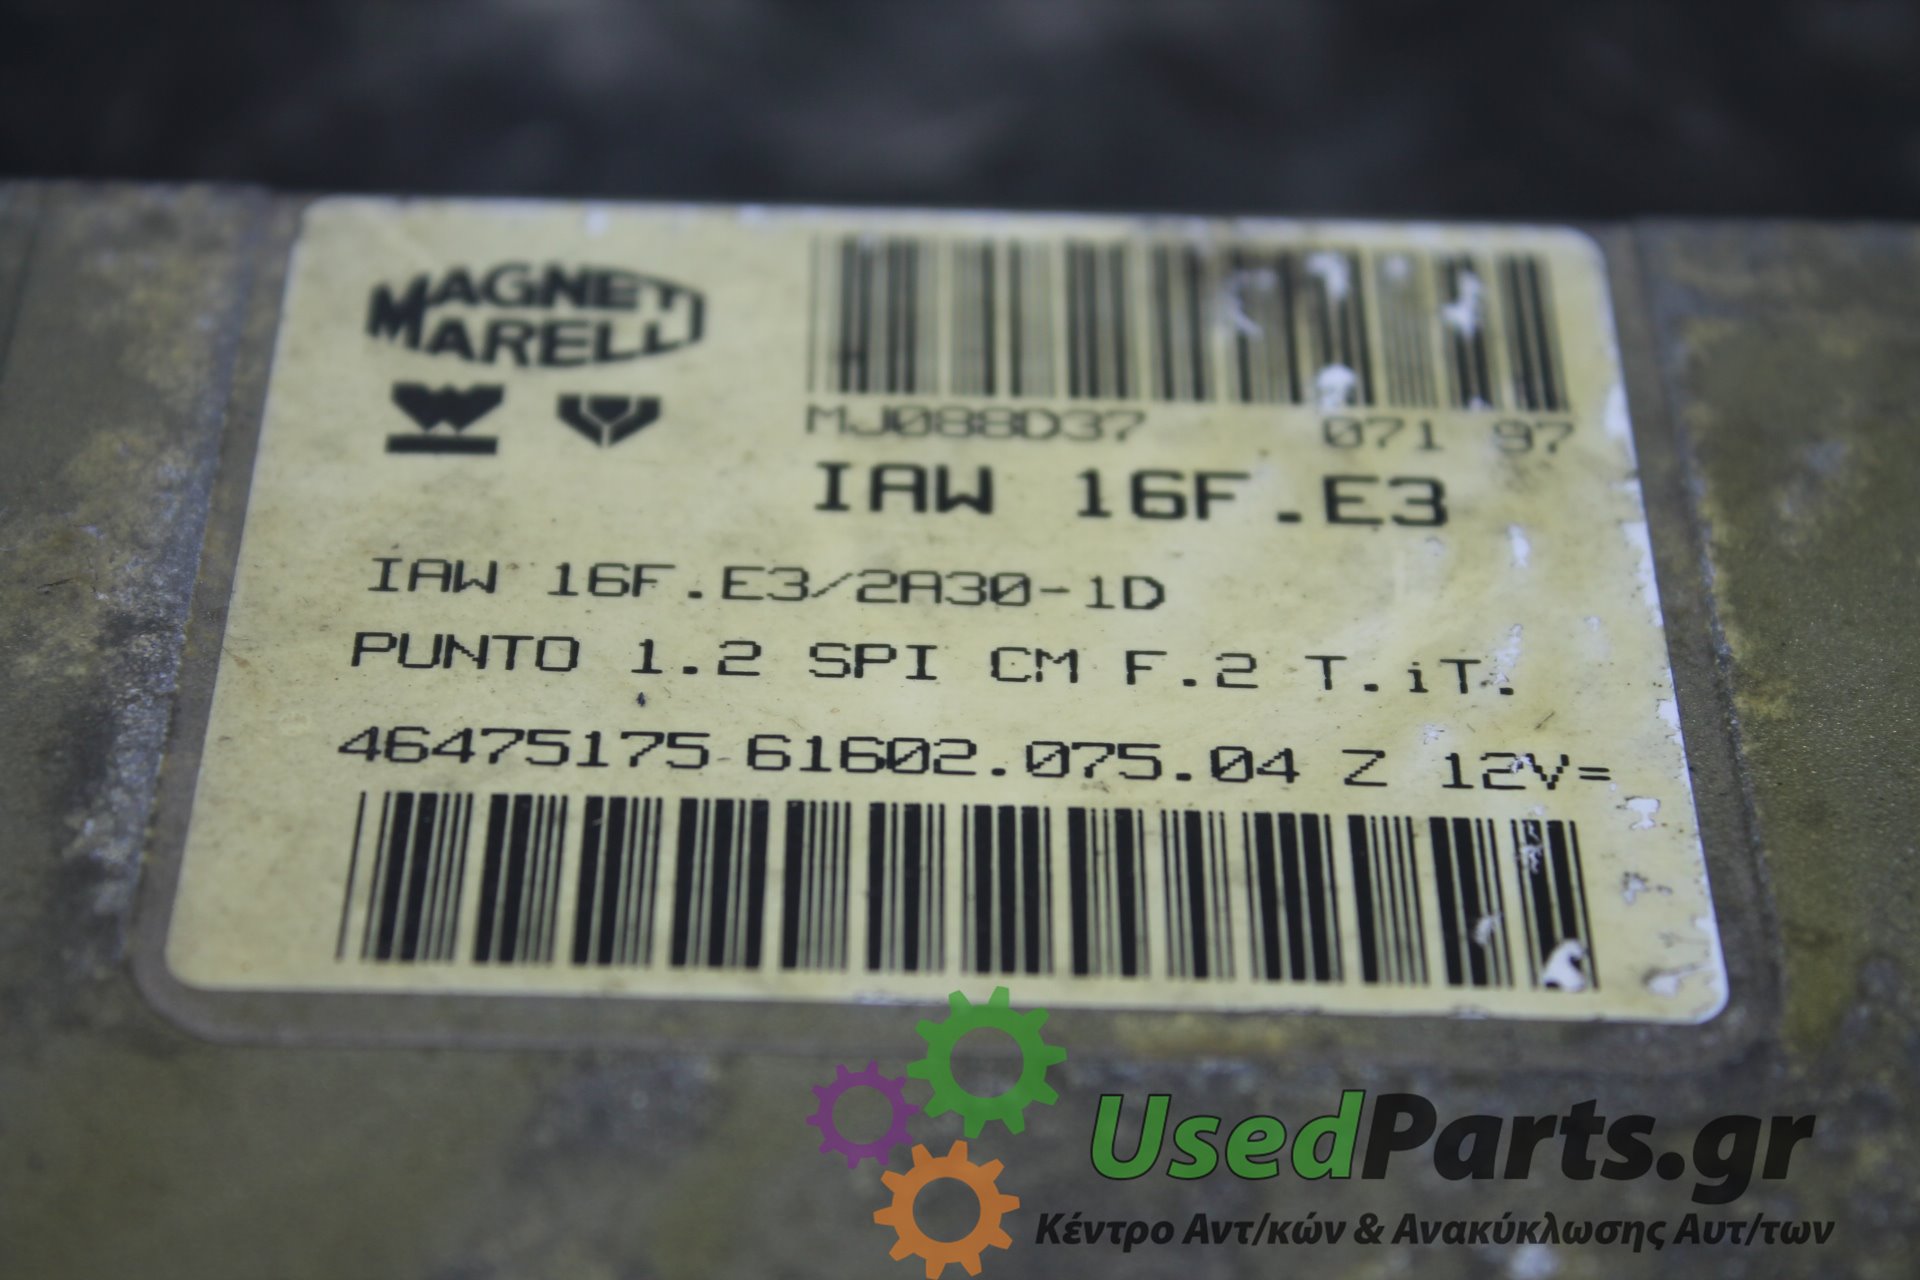 MAGNETI
MARELLI
MJ088D37 071 97
IAW 16F.E3
IAW 16F.E3/2A30-1D
PUNTO 1.2 SPI CM F.2 T.iT.
46475175 61602.075.04 Z 12V=
UsedParts.gr
Κέντρο Αντ/κών & Ανακύκλωσης Αυτ/των